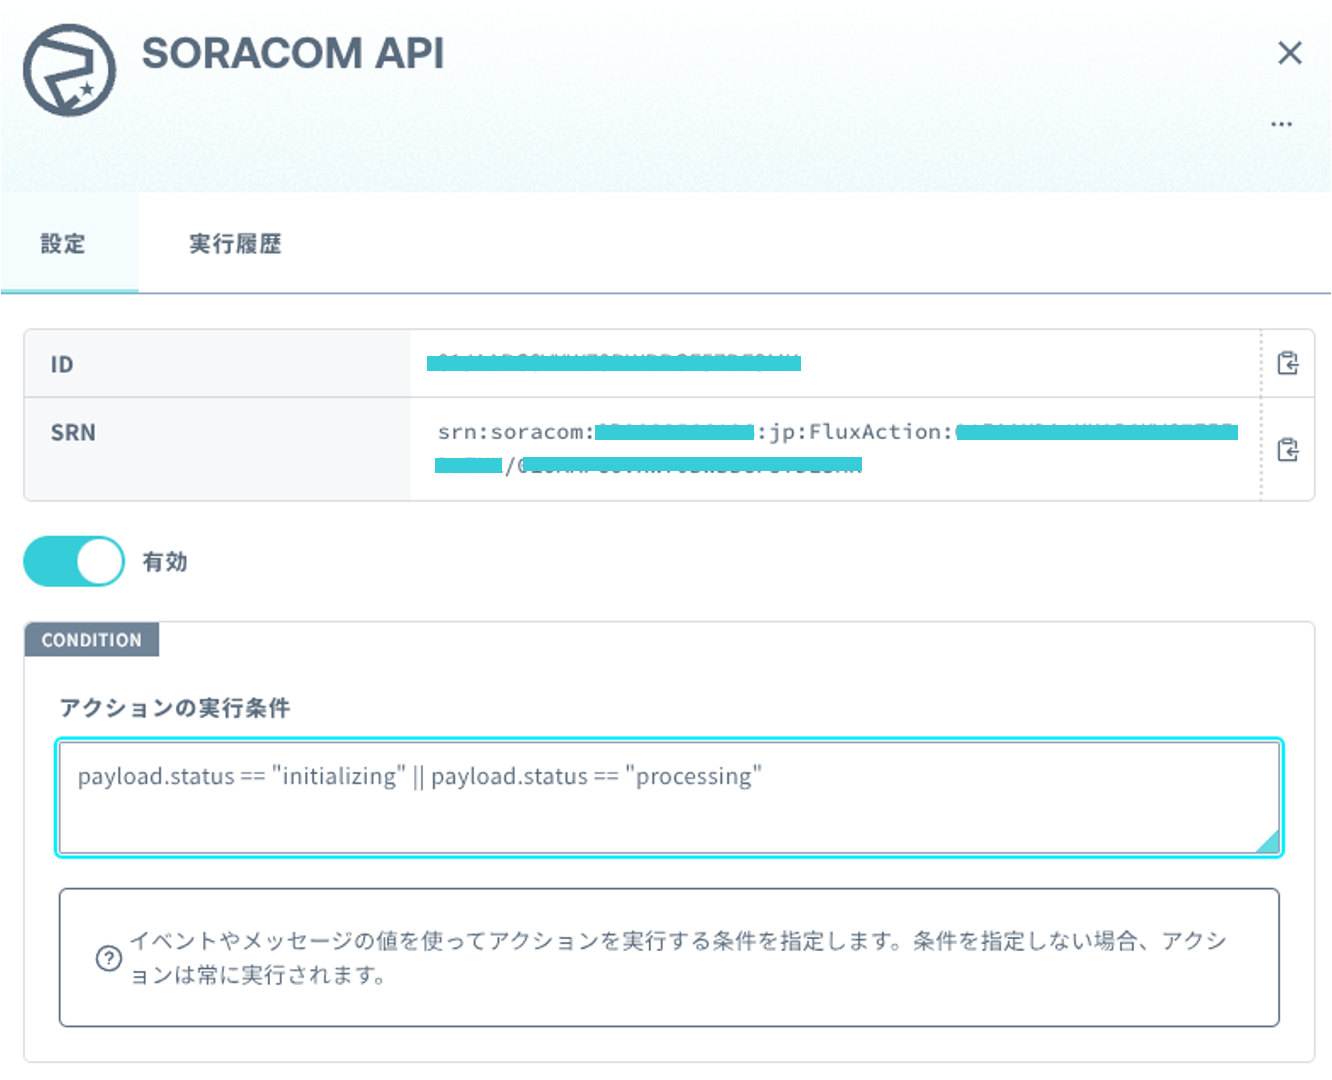 SORACOM API
設定
実行履歴
ID
SRN
srn:soracom: :jp:FluxAction:
/
有効
CONDITION
アクションの実行条件
payload.status == "initializing" || payload.status == "processing"
イベントやメッセージの値を使ってアクションを実行する条件を指定します。条件を指定しない場合、アクシ
ョンは常に実行されます。